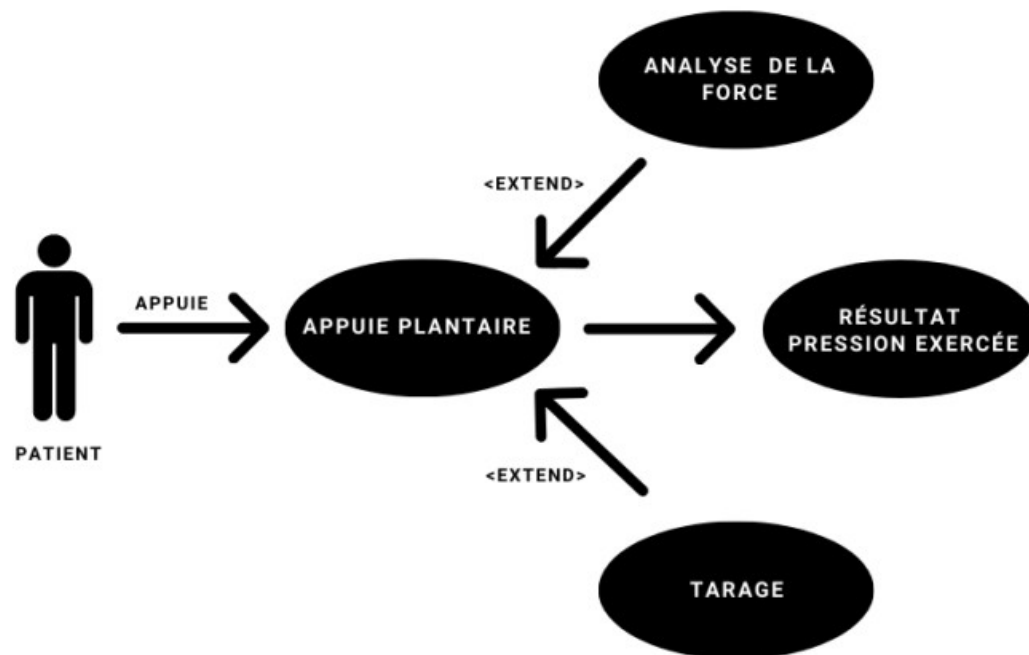 ANALYSE DE LA
FORCE
<EXTEND>
APPUIE
APPUIE PLANTAIRE
RÉSULTAT
PRESSION EXERCÉE
PATIENT
<EXTEND>
TARAGE